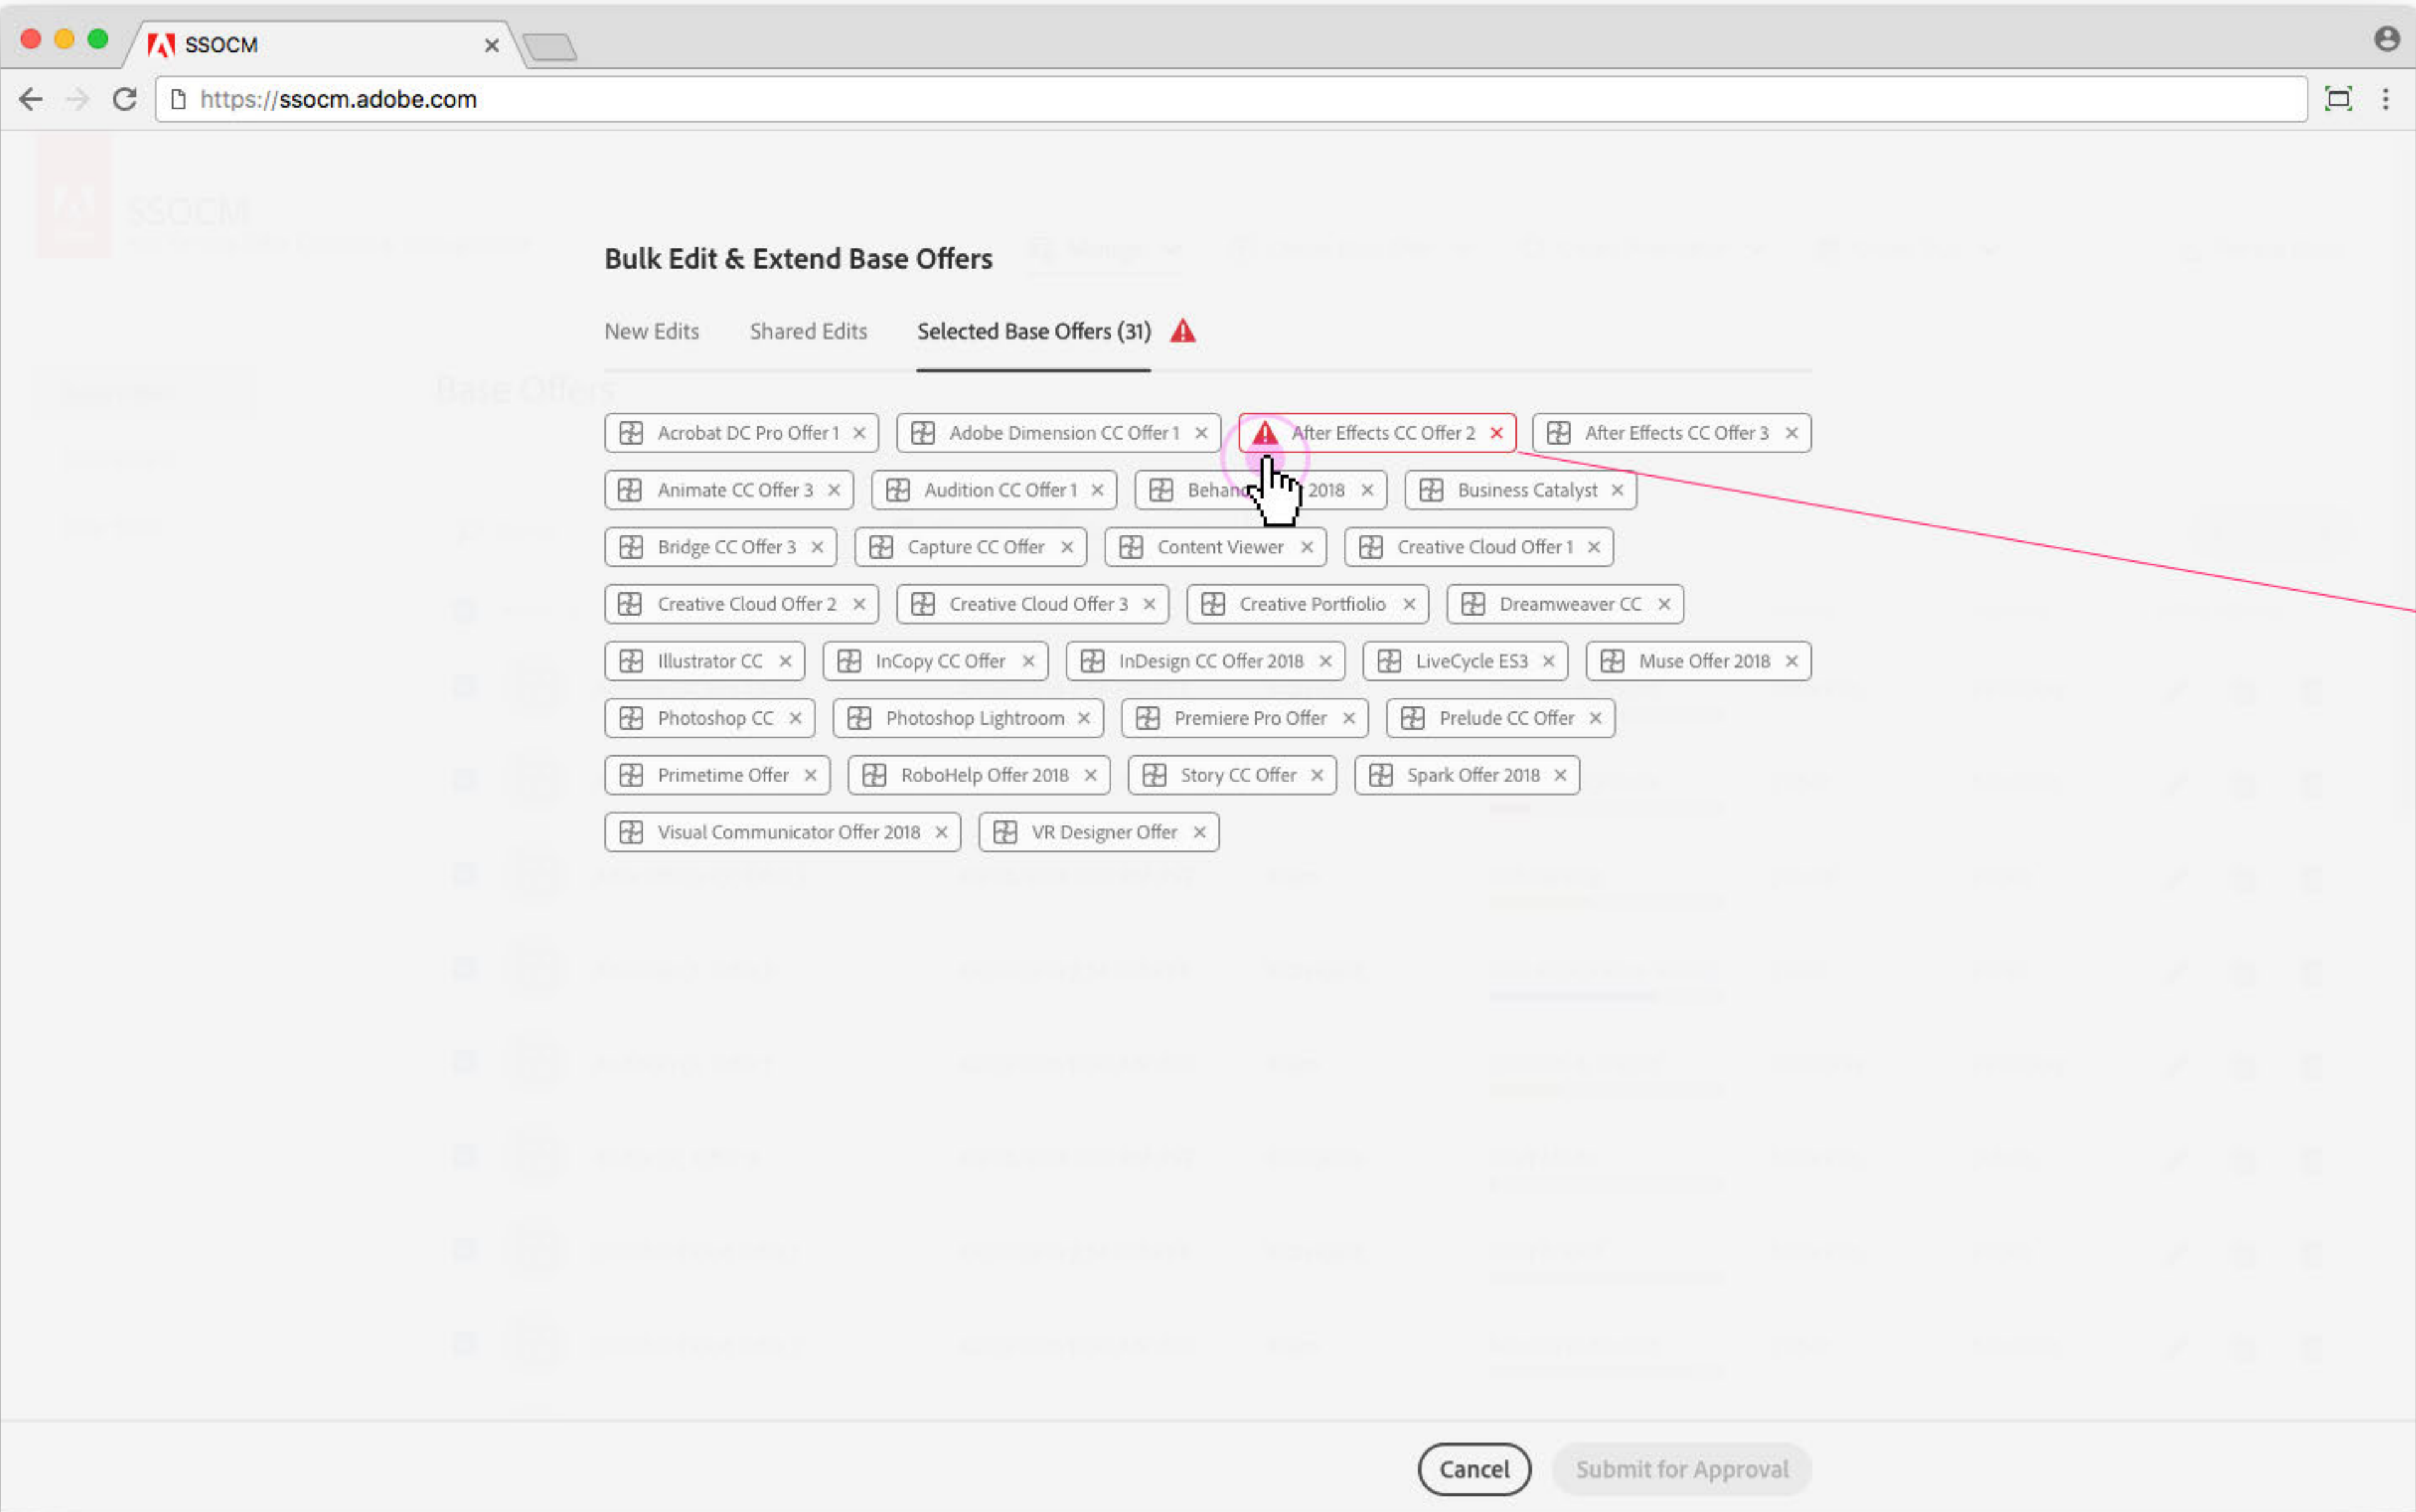 SSOCM
https://ssocm.adobe.com
SSOCM
Bulk Edit & Extend Base Offers
New Edits Shared Edits Selected Base Offers (31)
Base Offers
Acrobat DC Pro Offer 1 Adobe Dimension CC Offer 1 After Effects CC Offer 2 After Effects CC Offer 3
Animate CC Offer 3 Audition CC Offer 1 2018 Business Catalyst
Bridge CC Offer 3 Capture CC Offer Content Viewer Creative Cloud Offer 1
Creative Cloud Offer 2 Creative Cloud Offer 3 Creative Portfiolio Dreamweaver CC
Illustrator CC InCopy CC Offer InDesign CC Offer 2018 LiveCycle ES3 Muse Offer 2018
Photoshop CC Photoshop Lightroom Premiere Pro Offer Prelude CC Offer
Primetime Offer RoboHelp Offer 2018 Story CC Offer Spark Offer 2018
Visual Communicator Offer 2018 VR Designer Offer
Cancel Submit for Approval